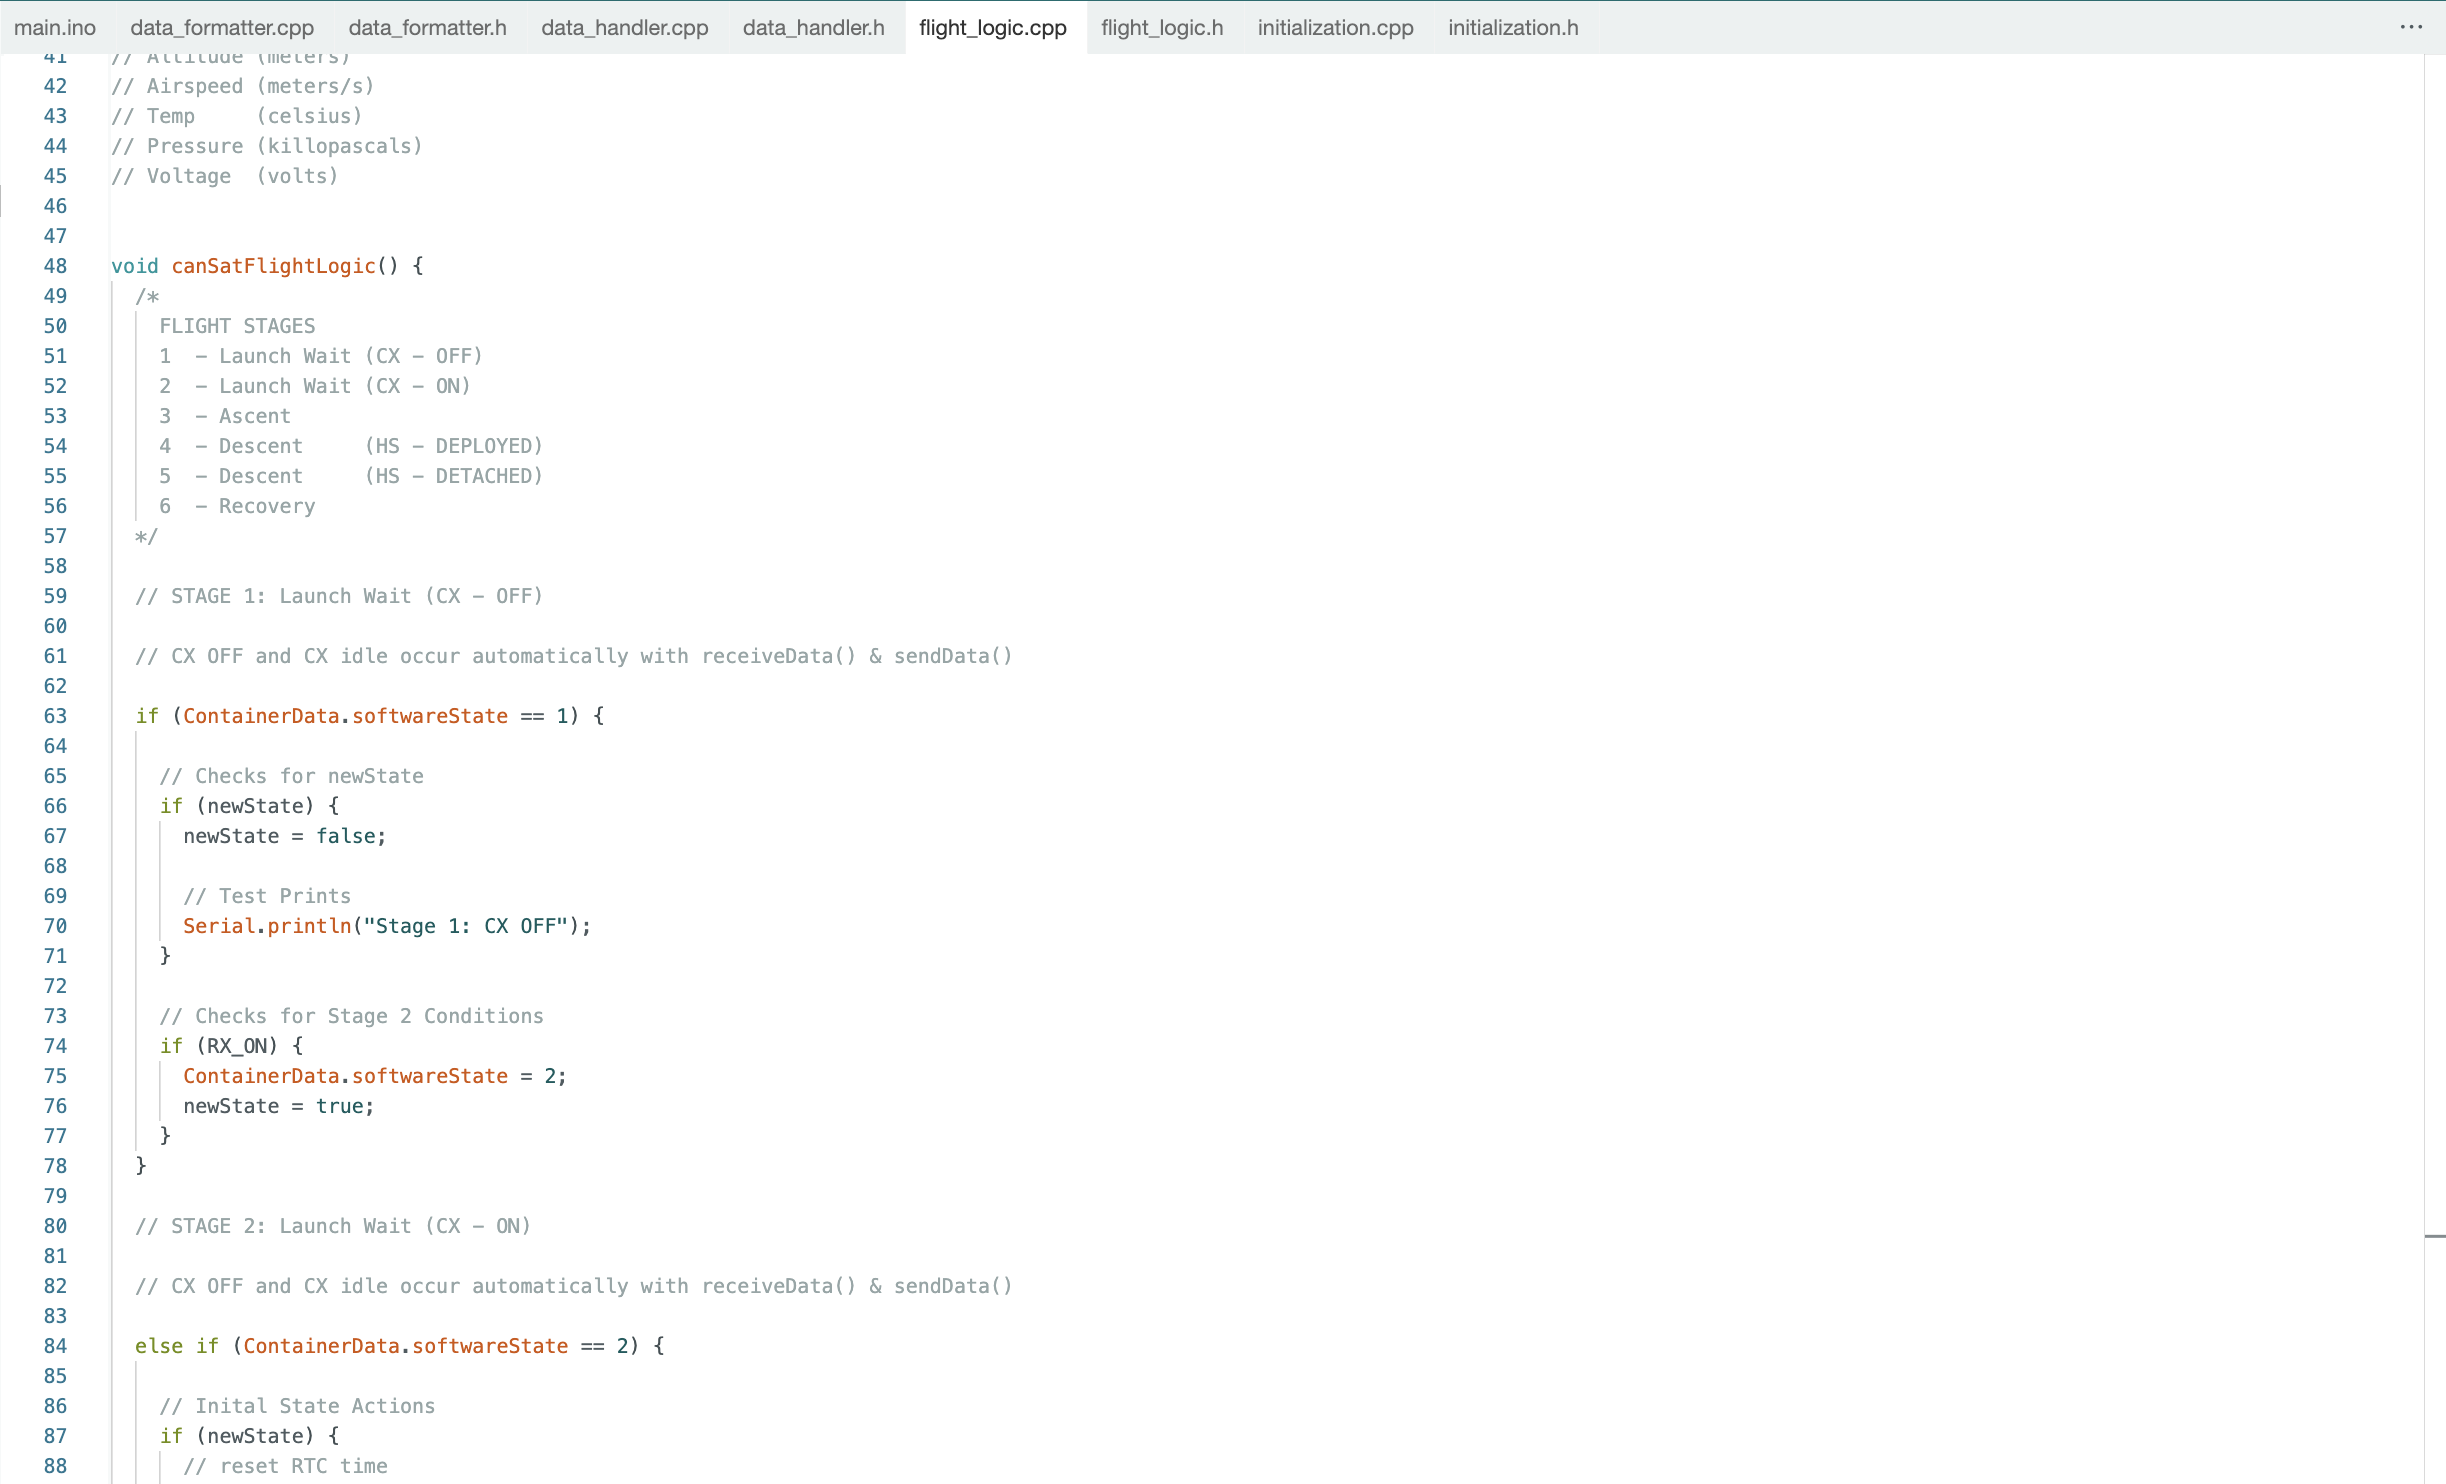 main.ino data_formatter.cpp data_formatter.h data_handler.cpp data_handler.h flight_logic.cpp flight_logic.h initialization.cpp initialization.h ...
41 // Altitude (meters)
42 // Airspeed (meters/s)
43 // Temp     (celsius)
44 // Pressure (killopascals)
45 // Voltage  (volts)
46
47
48 void canSatFlightLogic() {
49   /*
50     FLIGHT STAGES
51     1  - Launch Wait (CX - OFF)
52     2  - Launch Wait (CX - ON)
53     3  - Ascent
54     4  - Descent     (HS - DEPLOYED)
55     5  - Descent     (HS - DETACHED)
56     6  - Recovery
57   */
58
59   // STAGE 1: Launch Wait (CX - OFF)
60
61   // CX OFF and CX idle occur automatically with receiveData() & sendData()
62
63   if (ContainerData.softwareState == 1) {
64
65     // Checks for newState
66     if (newState) {
67       newState = false;
68
69       // Test Prints
70       Serial.println("Stage 1: CX OFF");
71     }
72
73     // Checks for Stage 2 Conditions
74     if (RX_ON) {
75       ContainerData.softwareState = 2;
76       newState = true;
77     }
78   }
79
80   // STAGE 2: Launch Wait (CX - ON)
81
82   // CX OFF and CX idle occur automatically with receiveData() & sendData()
83
84   else if (ContainerData.softwareState == 2) {
85
86     // Inital State Actions
87     if (newState) {
88       // reset RTC time